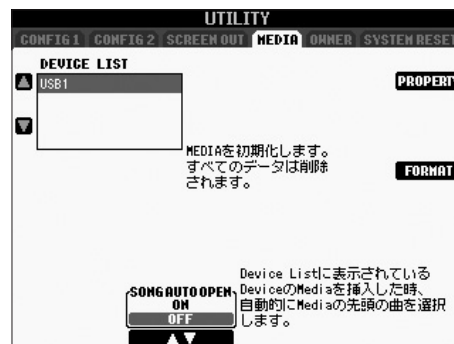 UTILITY
CONFIG 1 CONFIG 2 SCREEN OUT MEDIA OWNER SYSTEM RESET
DEVICE LIST
USB1
PROPERTY
MEDIAを初期化します。
すべてのデータは削除
されます。
FORMAT
Device Listに表示されている
DeviceのMediaを挿入した時、
自動的にMediaの先頭の曲を選択
します。
SONG AUTO OPEN
ON
OFF